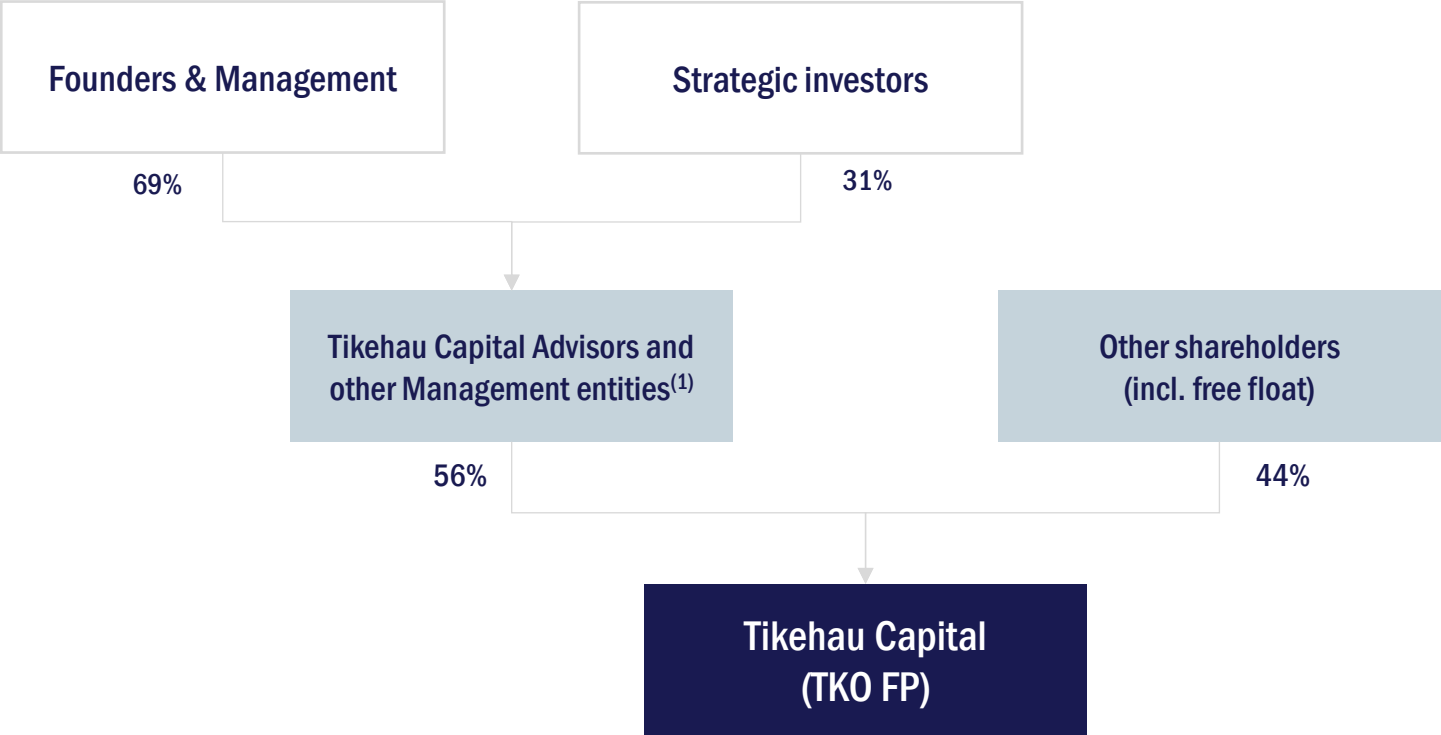 Founders & Management
Strategic investors
69%
31%
Tikehau Capital Advisors and
other Management entities(1)
Other shareholders
(incl. free float)
56%
44%
Tikehau Capital
(TKO FP)